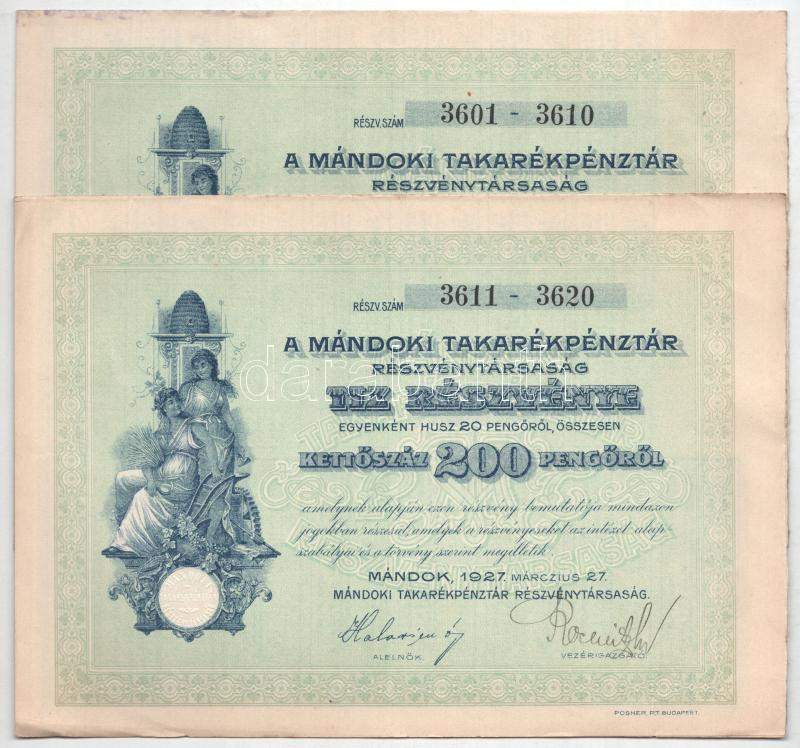 RÉSZV. SZÁM 3601 - 3610
A MÁNDOKI TAKARÉKPÉNZTÁR
RÉSZVÉNYTÁRSASÁG
RÉSZV. SZÁM 3611 - 3620
A MÁNDOKI TAKARÉKPÉNZTÁR
RÉSZVÉNYTÁRSASÁG
TIZ RÉSZVÉNYE
EGYENKÉNT HUSZ 20 PENGŐRŐL, ÖSSZESEN
KETTŐSZÁZ 200 PENGŐRŐL
amelynek alapján ezen részvény bemutatója mindazon
jogokban részesül, amelyek a részvényeseket az intézet alap-
szabályai és a törvény szerint megilletik.
MÁNDOK, 1927. MÁRCZIUS 27.
MÁNDOKI TAKARÉKPÉNZTÁR RÉSZVÉNYTÁRSASÁG.
ALELNÖK.
VEZÉRIGAZGATÓ.
POSNER R.T. BUDAPEST.
darabanth